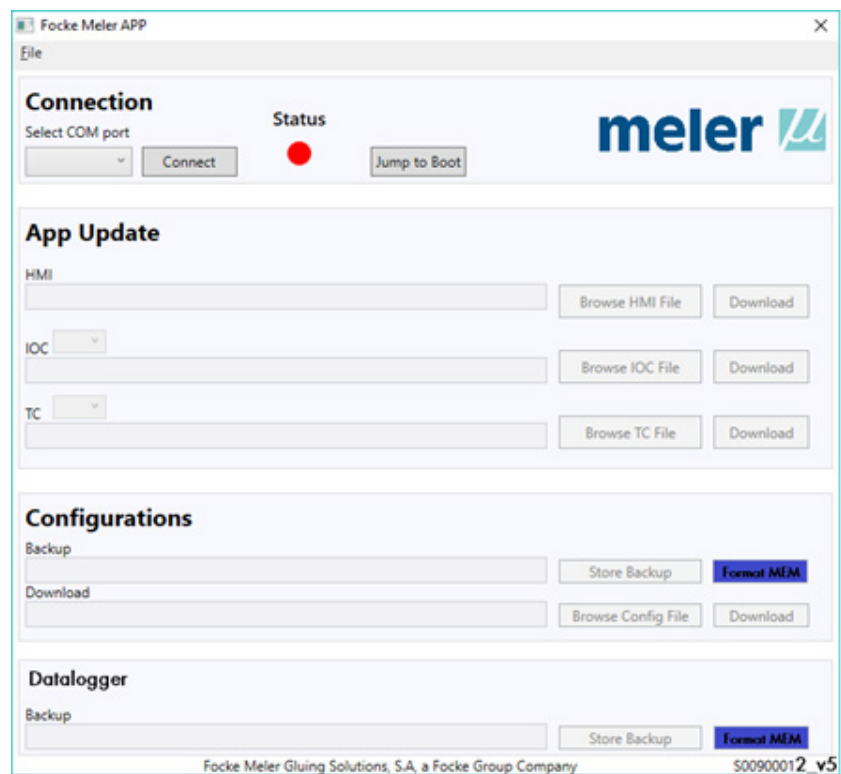 Focke Meler APP
File
Connection
Select COM port
Status
Connect
Jump to Boot
meler µ
App Update
HMI
Browse HMI File
Download
IOC
Browse IOC File
Download
TC
Browse TC File
Download
Configurations
Backup
Store Backup
Format MEM
Download
Browse Config File
Download
Datalogger
Backup
Store Backup
Format MEM
Focke Meler Gluing Solutions, S.A, a Focke Group Company
S00900012_v5